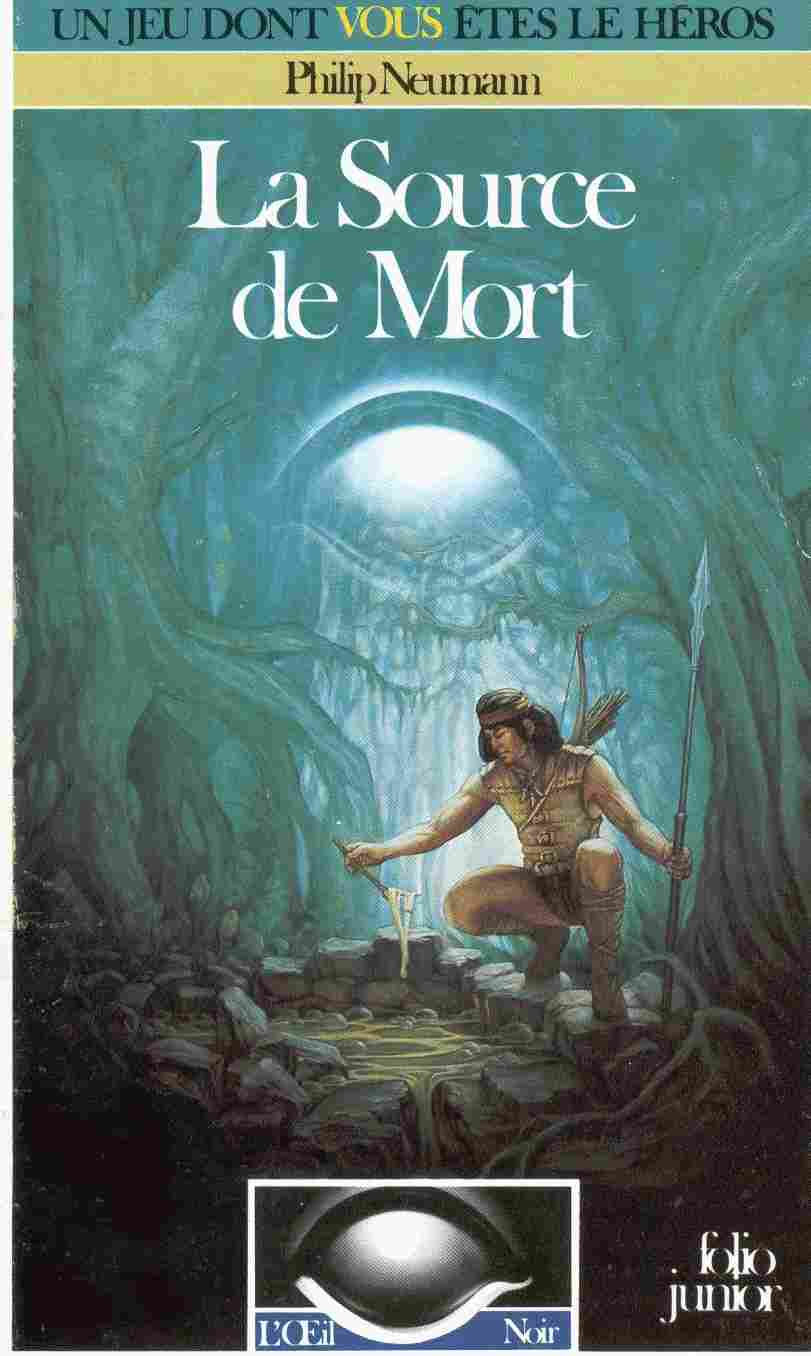 UN JEU DONT VOUS ÊTES LE HÉROS
Philip Neumann
La Source
de Mort
L'Œil Noir
folio
junior